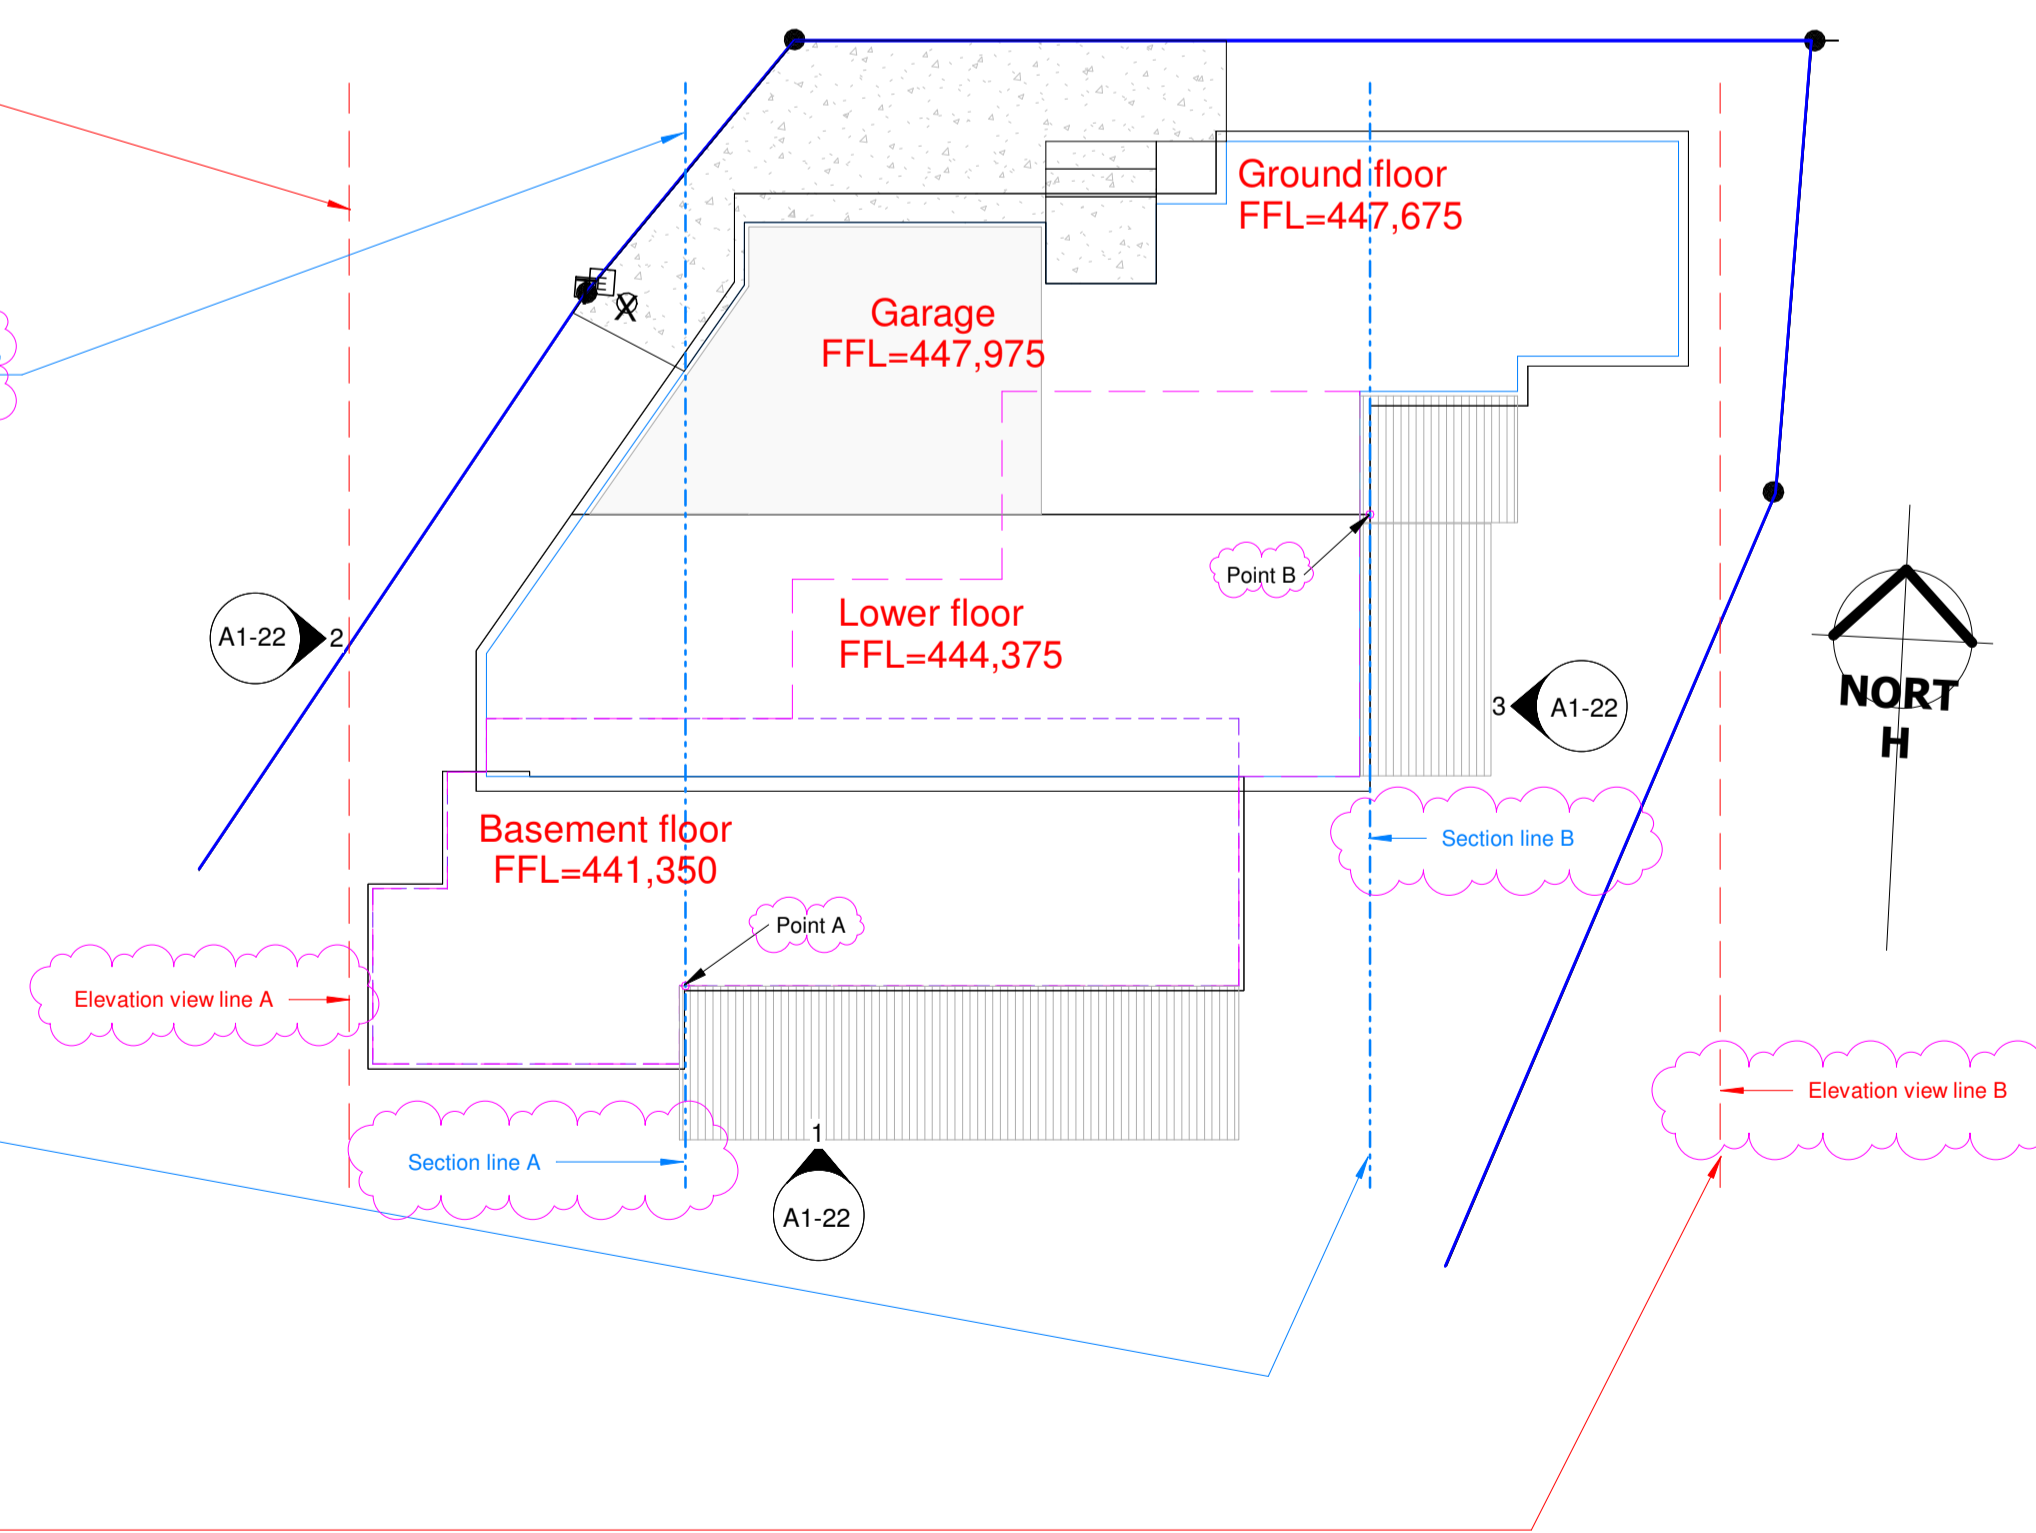 Ground floor
FFL=447,675
E
X
Garage
FFL=447,975
Point B
Lower floor
FFL=444,375
A1-22
2
3
A1-22
NORT
H
Basement floor
FFL=441,350
Section line B
Point A
Elevation view line A
Elevation view line B
1
Section line A
A1-22